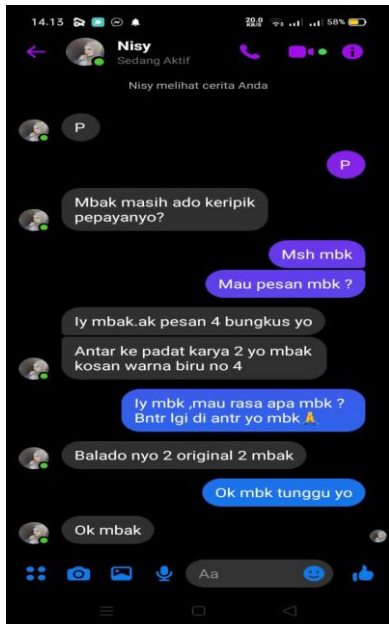 14.13
20.0
KB/S
58%
Nisy
Sedang Aktif
Nisy melihat cerita Anda
P
P
Mbak masih ado keripik
pepayanyo?
Msh mbk
Mau pesan mbk ?
Iy mbak.ak pesan 4 bungkus yo
Antar ke padat karya 2 yo mbak
kosan warna biru no 4
Iy mbk ,mau rasa apa mbk ?
Bntr lgi di antr yo mbk🙏
Balado nyo 2 original 2 mbak
Ok mbk tunggu yo
Ok mbak
Aa